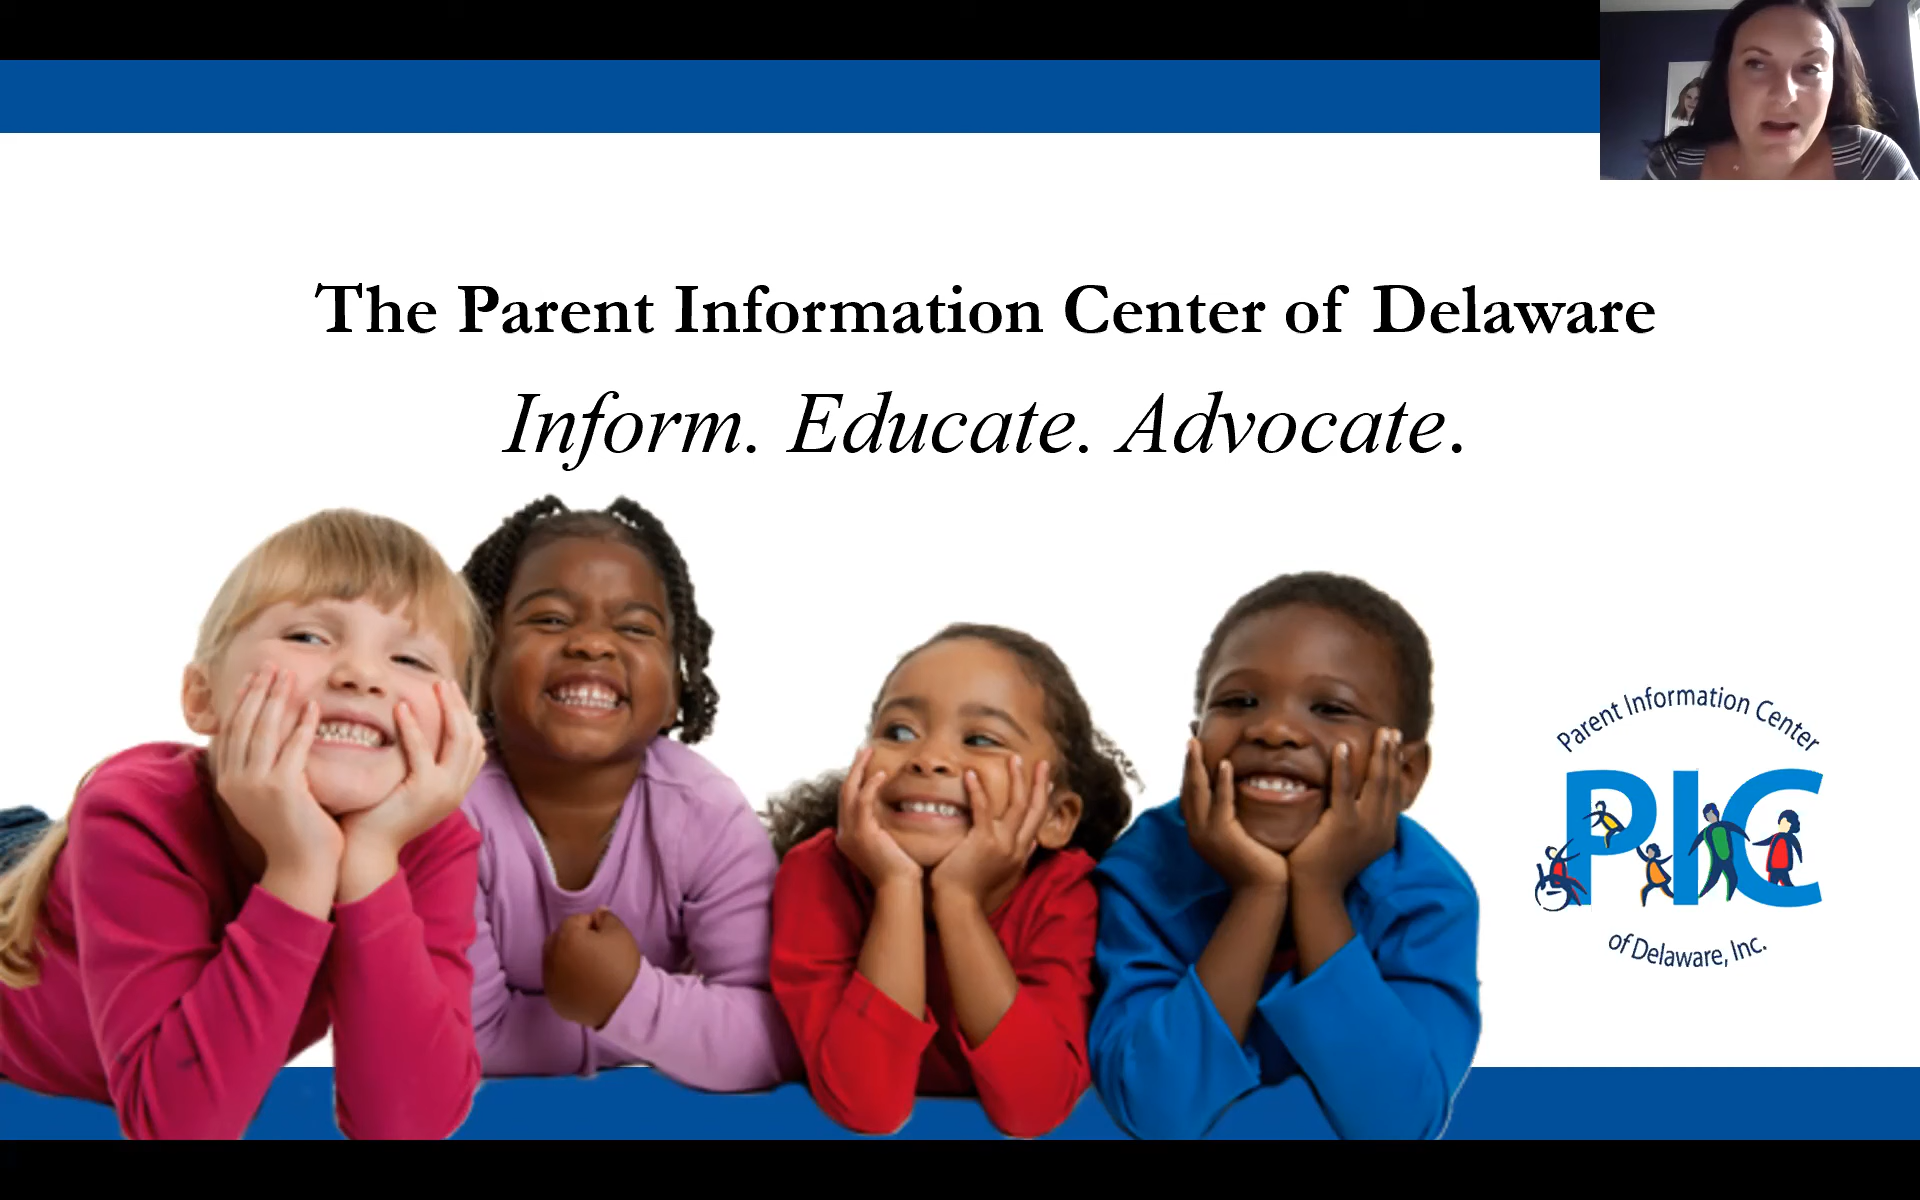 The Parent Information Center of Delaware
Inform. Educate. Advocate.
Parent Information Center
PIC
of Delaware, Inc.